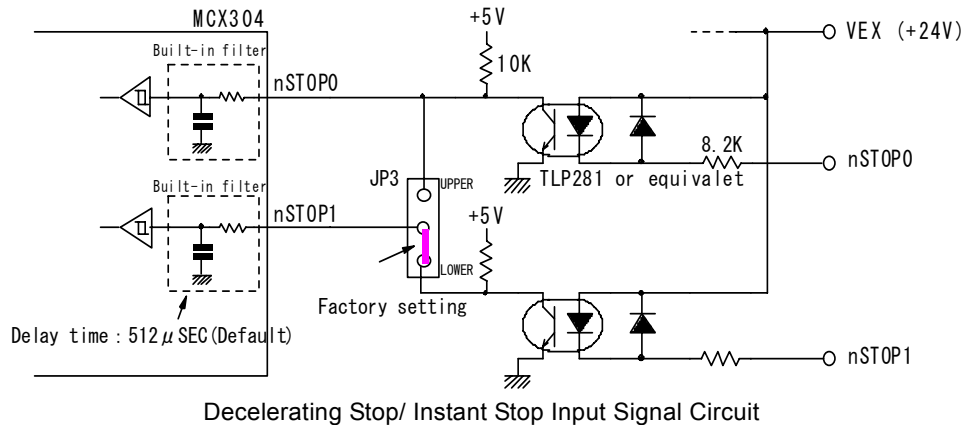 MCX304
+5V
VEX (+24V)
Built-in filter
nSTOP0
10K
8.2K
nSTOP0
TLP281 or equivalet
JP3
UPPER
Built-in filter
nSTOP1
+5V
LOWER
Factory setting
Delay time : 512μSEC(Default)
nSTOP1
Decelerating Stop/ Instant Stop Input Signal Circuit